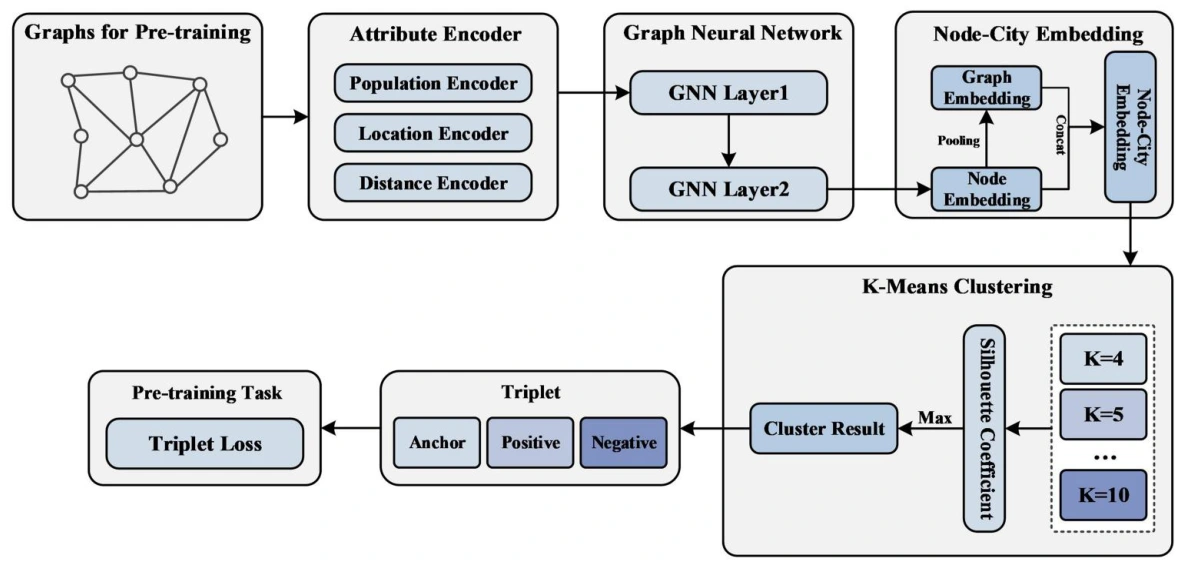 Graphs for Pre-training
Attribute Encoder
Population Encoder
Location Encoder
Distance Encoder
Graph Neural Network
GNN Layer1
GNN Layer2
Node-City Embedding
Graph
Embedding
Pooling
Node
Embedding
Concat
Node-City
Embedding
K-Means Clustering
K=4
K=5
...
K=10
Silhouette Coefficient
Max
Cluster Result
Triplet
Anchor
Positive
Negative
Pre-training Task
Triplet Loss